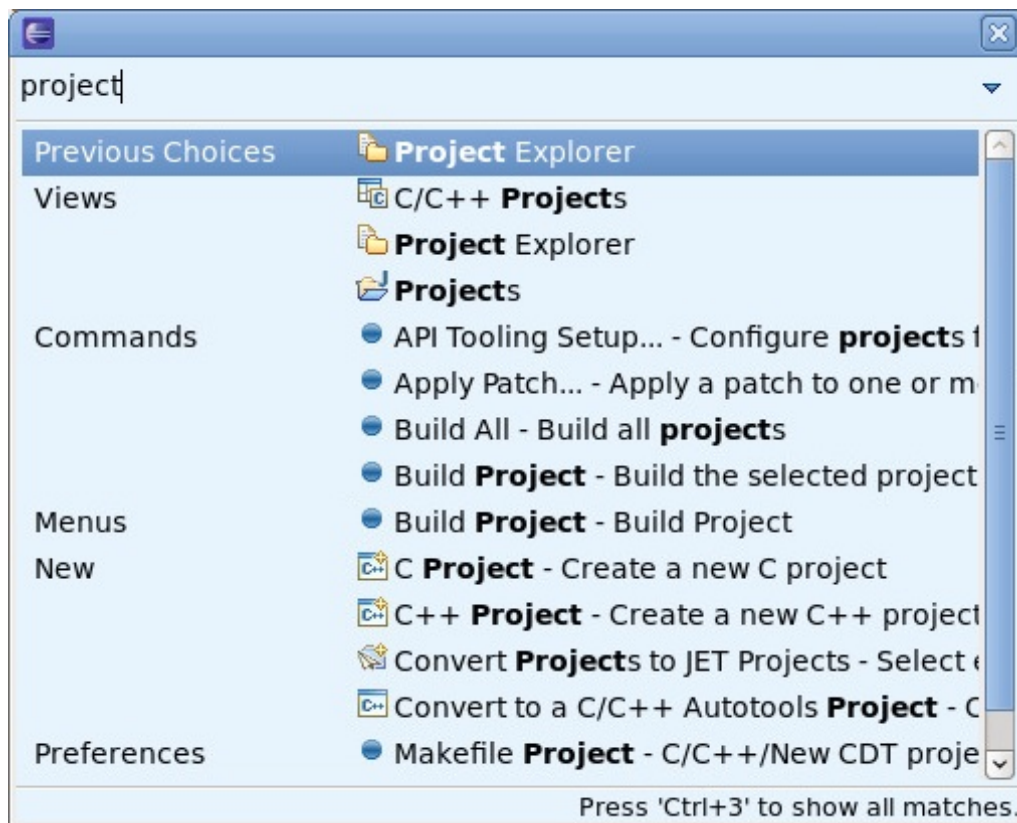 project
Previous Choices Project Explorer
Views C/C++ Projects
Project Explorer
Projects
Commands API Tooling Setup... - Configure projects f
Apply Patch... - Apply a patch to one or m
Build All - Build all projects
Build Project - Build the selected project
Menus Build Project - Build Project
New C Project - Create a new C project
C++ Project - Create a new C++ project
Convert Projects to JET Projects - Select e
Convert to a C/C++ Autotools Project - C
Preferences Makefile Project - C/C++/New CDT proje
Press 'Ctrl+3' to show all matches.